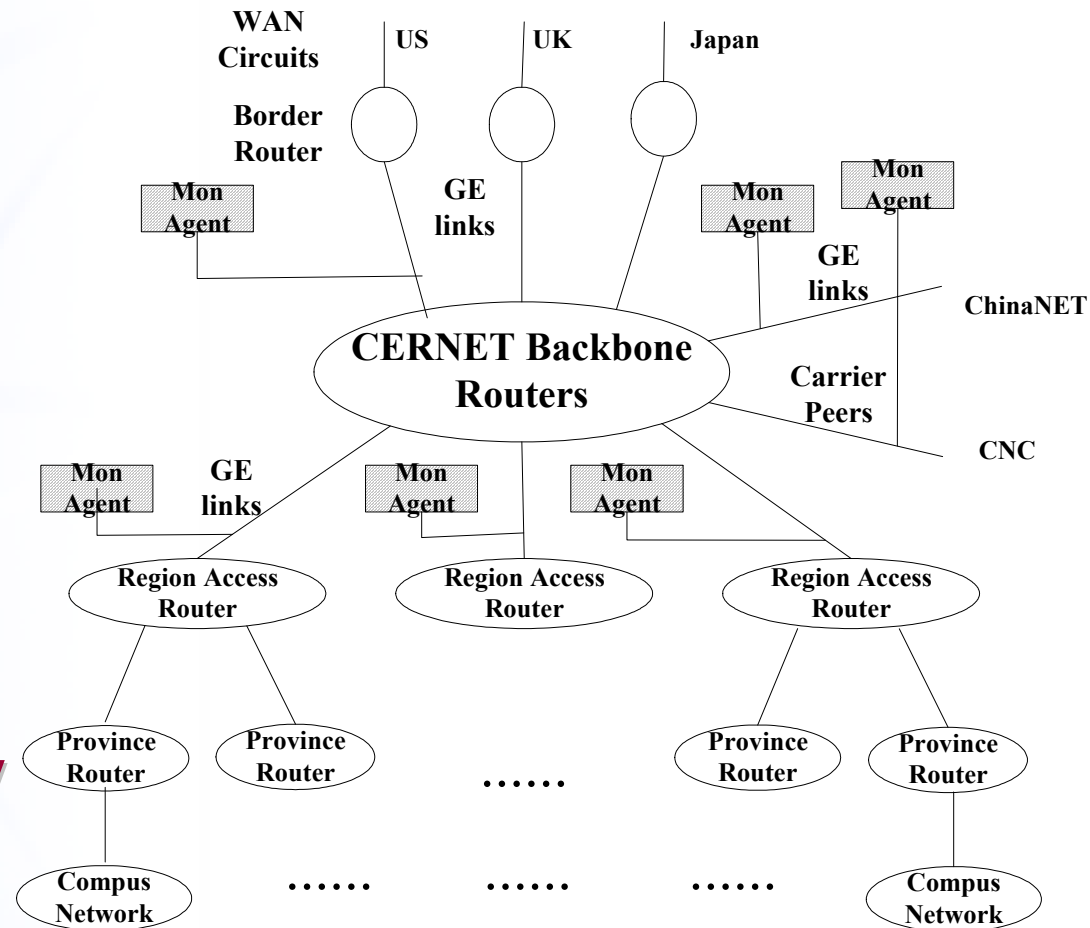 WAN
Circuits
US
UK
Japan
Border
Router
Mon
Agent
GE
links
Mon
Agent
Mon
Agent
GE
links
ChinaNET
CERNET Backbone
Routers
Carrier
Peers
CNC
Mon
Agent
GE
links
Mon
Agent
Mon
Agent
Region Access
Router
Region Access
Router
Region Access
Router
Province
Router
Province
Router
......
Province
Router
Province
Router
Compus
Network
......
......
......
Compus
Network